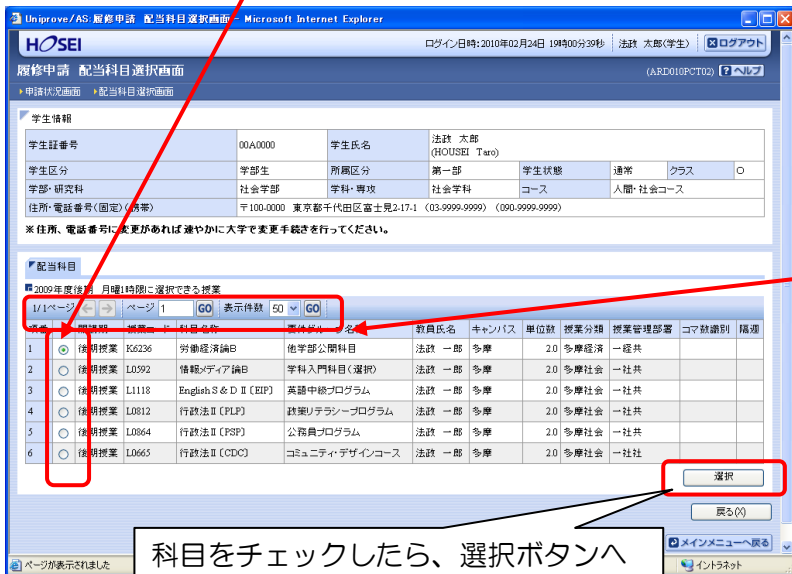 Uniprove/AS:履修申請 配当科目選択画面 - Microsoft Internet Explorer
HOSEI
ログイン日時:2010年02月24日 19時00分39秒 法政 太郎(学生) ログアウト
履修申請 配当科目選択画面
(ARD010PCT02) ? ヘルプ
申請状況画面 配当科目選択画面
学生情報
学生証番号 00A0000 学生氏名 法政 太郎
(HOUSEI Taro)
学生区分 学部生 所属区分 第一部 学生状態 通常 クラス O
学部・研究科 社会学部 学科・専攻 社会学科 コース 人間・社会コース
住所・電話番号(固定)(携帯) 〒100-0000 東京都千代田区富士見2-17-1 (03-9999-9999) (090-9999-9999)
※住所、電話番号に変更があれば速やかに大学で変更手続きを行ってください。
配当科目
2009年度後期 月曜1時限に選択できる授業
1/1ページ ページ 1 GO 表示件数 50 GO
項番 開講期 授業コード 科目名称 教員氏名 キャンパス 単位数 授業分類 授業管理部署 コマ数識別 隔週
1 後期授業 K6236 労働経済論B 他学部公開科目 法政 一郎 多摩 2.0 多摩経済 一経共
2 後期授業 L0592 情報メディア論B 学科入門科目(選択) 法政 一郎 多摩 2.0 多摩社会 一社共
3 後期授業 L1118 English S & D Ⅱ〔EIP〕 英語中級プログラム 法政 一郎 多摩 2.0 多摩社会 一社共
4 後期授業 L0812 行政法Ⅱ〔PLP〕 政策リテラシープログラム 法政 一郎 多摩 2.0 多摩社会 一社共
5 後期授業 L0864 行政法Ⅱ〔PSP〕 公務員プログラム 法政 一郎 多摩 2.0 多摩社会 一社共
6 後期授業 L0665 行政法Ⅱ〔CDC〕 コミュニティ・デザインコース 法政 一郎 多摩 2.0 多摩社会 一社社
選択
戻る(X)
メインメニューへ戻る
科目をチェックしたら、選択ボタンへ
ページが表示されました イントラネット